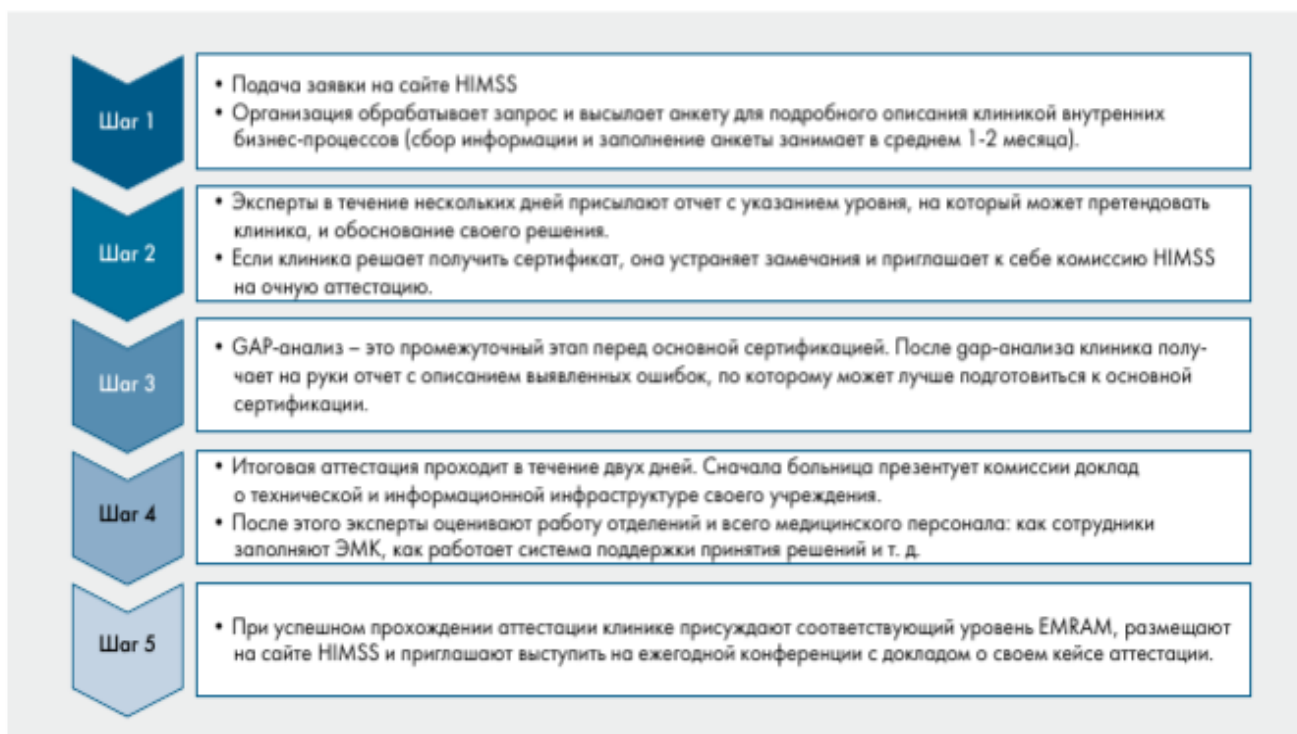 Шаг 1
• Подача заявки на сайте HIMSS
• Организация обрабатывает запрос и высылает анкету для подробного описания клиникой внутренних
бизнес-процессов (сбор информации и заполнение анкеты занимает в среднем 1-2 месяца).
Шаг 2
• Эксперты в течение нескольких дней присылают отчет с указанием уровня, на который может претендовать
клиника, и обоснование своего решения.
• Если клиника решает получить сертификат, она устраняет замечания и приглашает к себе комиссию HIMSS
на очную аттестацию.
Шаг 3
• GAP-анализ – это промежуточный этап перед основной сертификацией. После gap-анализа клиника полу-
чает на руки отчет с описанием выявленных ошибок, по которому может лучше подготовиться к основной
сертификации.
Шаг 4
• Итоговая аттестация проходит в течение двух дней. Сначала больница презентует комиссии доклад
о технической и информационной инфраструктуре своего учреждения.
• После этого эксперты оценивают работу отделений и всего медицинского персонала: как сотрудники
заполняют ЭМК, как работает система поддержки принятия решений и т. д.
Шаг 5
• При успешном прохождении аттестации клинике присуждают соответствующий уровень EMRAM, размещают
на сайте HIMSS и приглашают выступить на ежегодной конференции с докладом о своем кейсе аттестации.